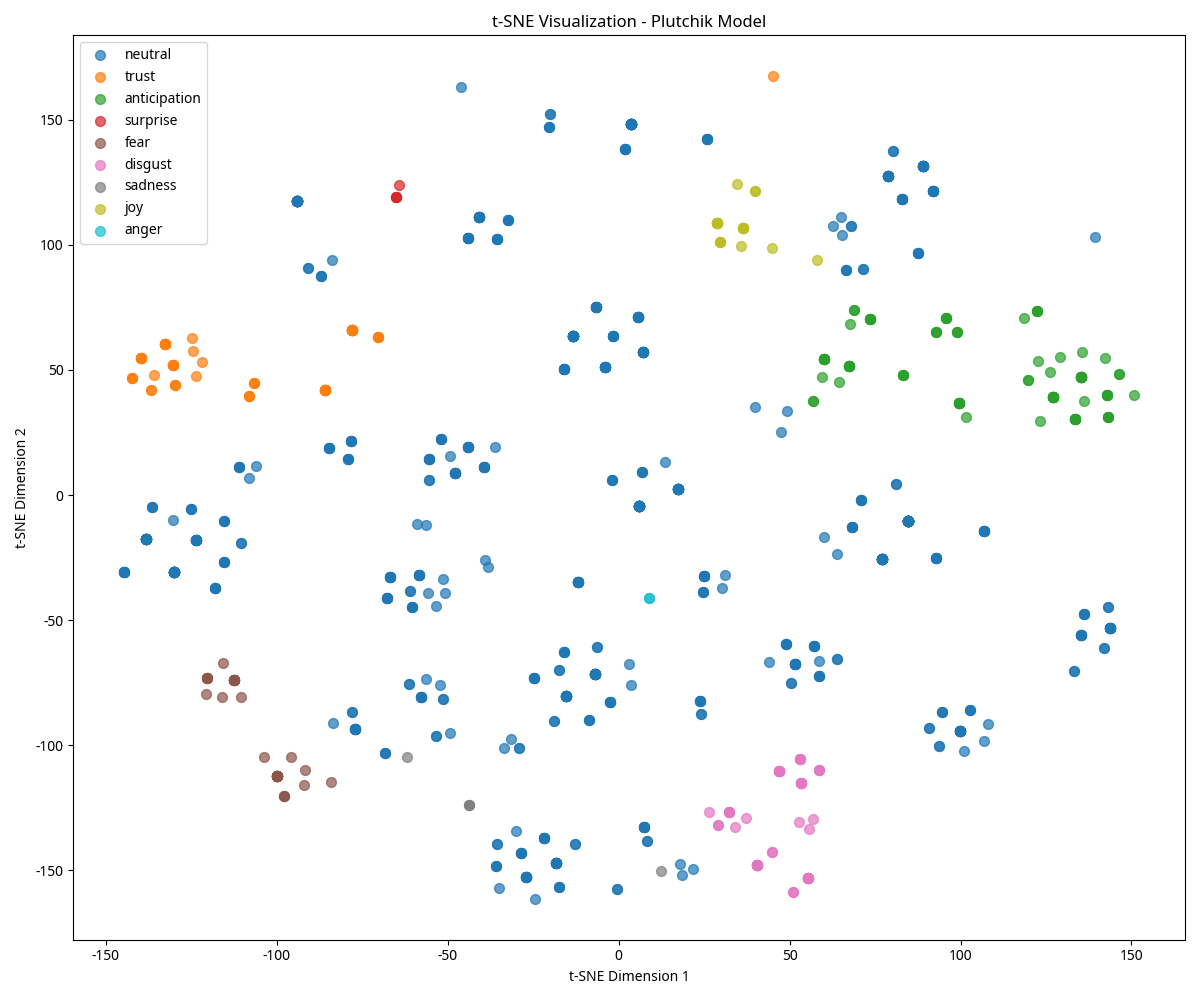 t-SNE Visualization - Plutchik Model
neutral
trust
anticipation
surprise
fear
disgust
sadness
joy
anger
150
100
50
0
-50
-100
-150
t-SNE Dimension 2
-150
-100
-50
0
50
100
150
t-SNE Dimension 1